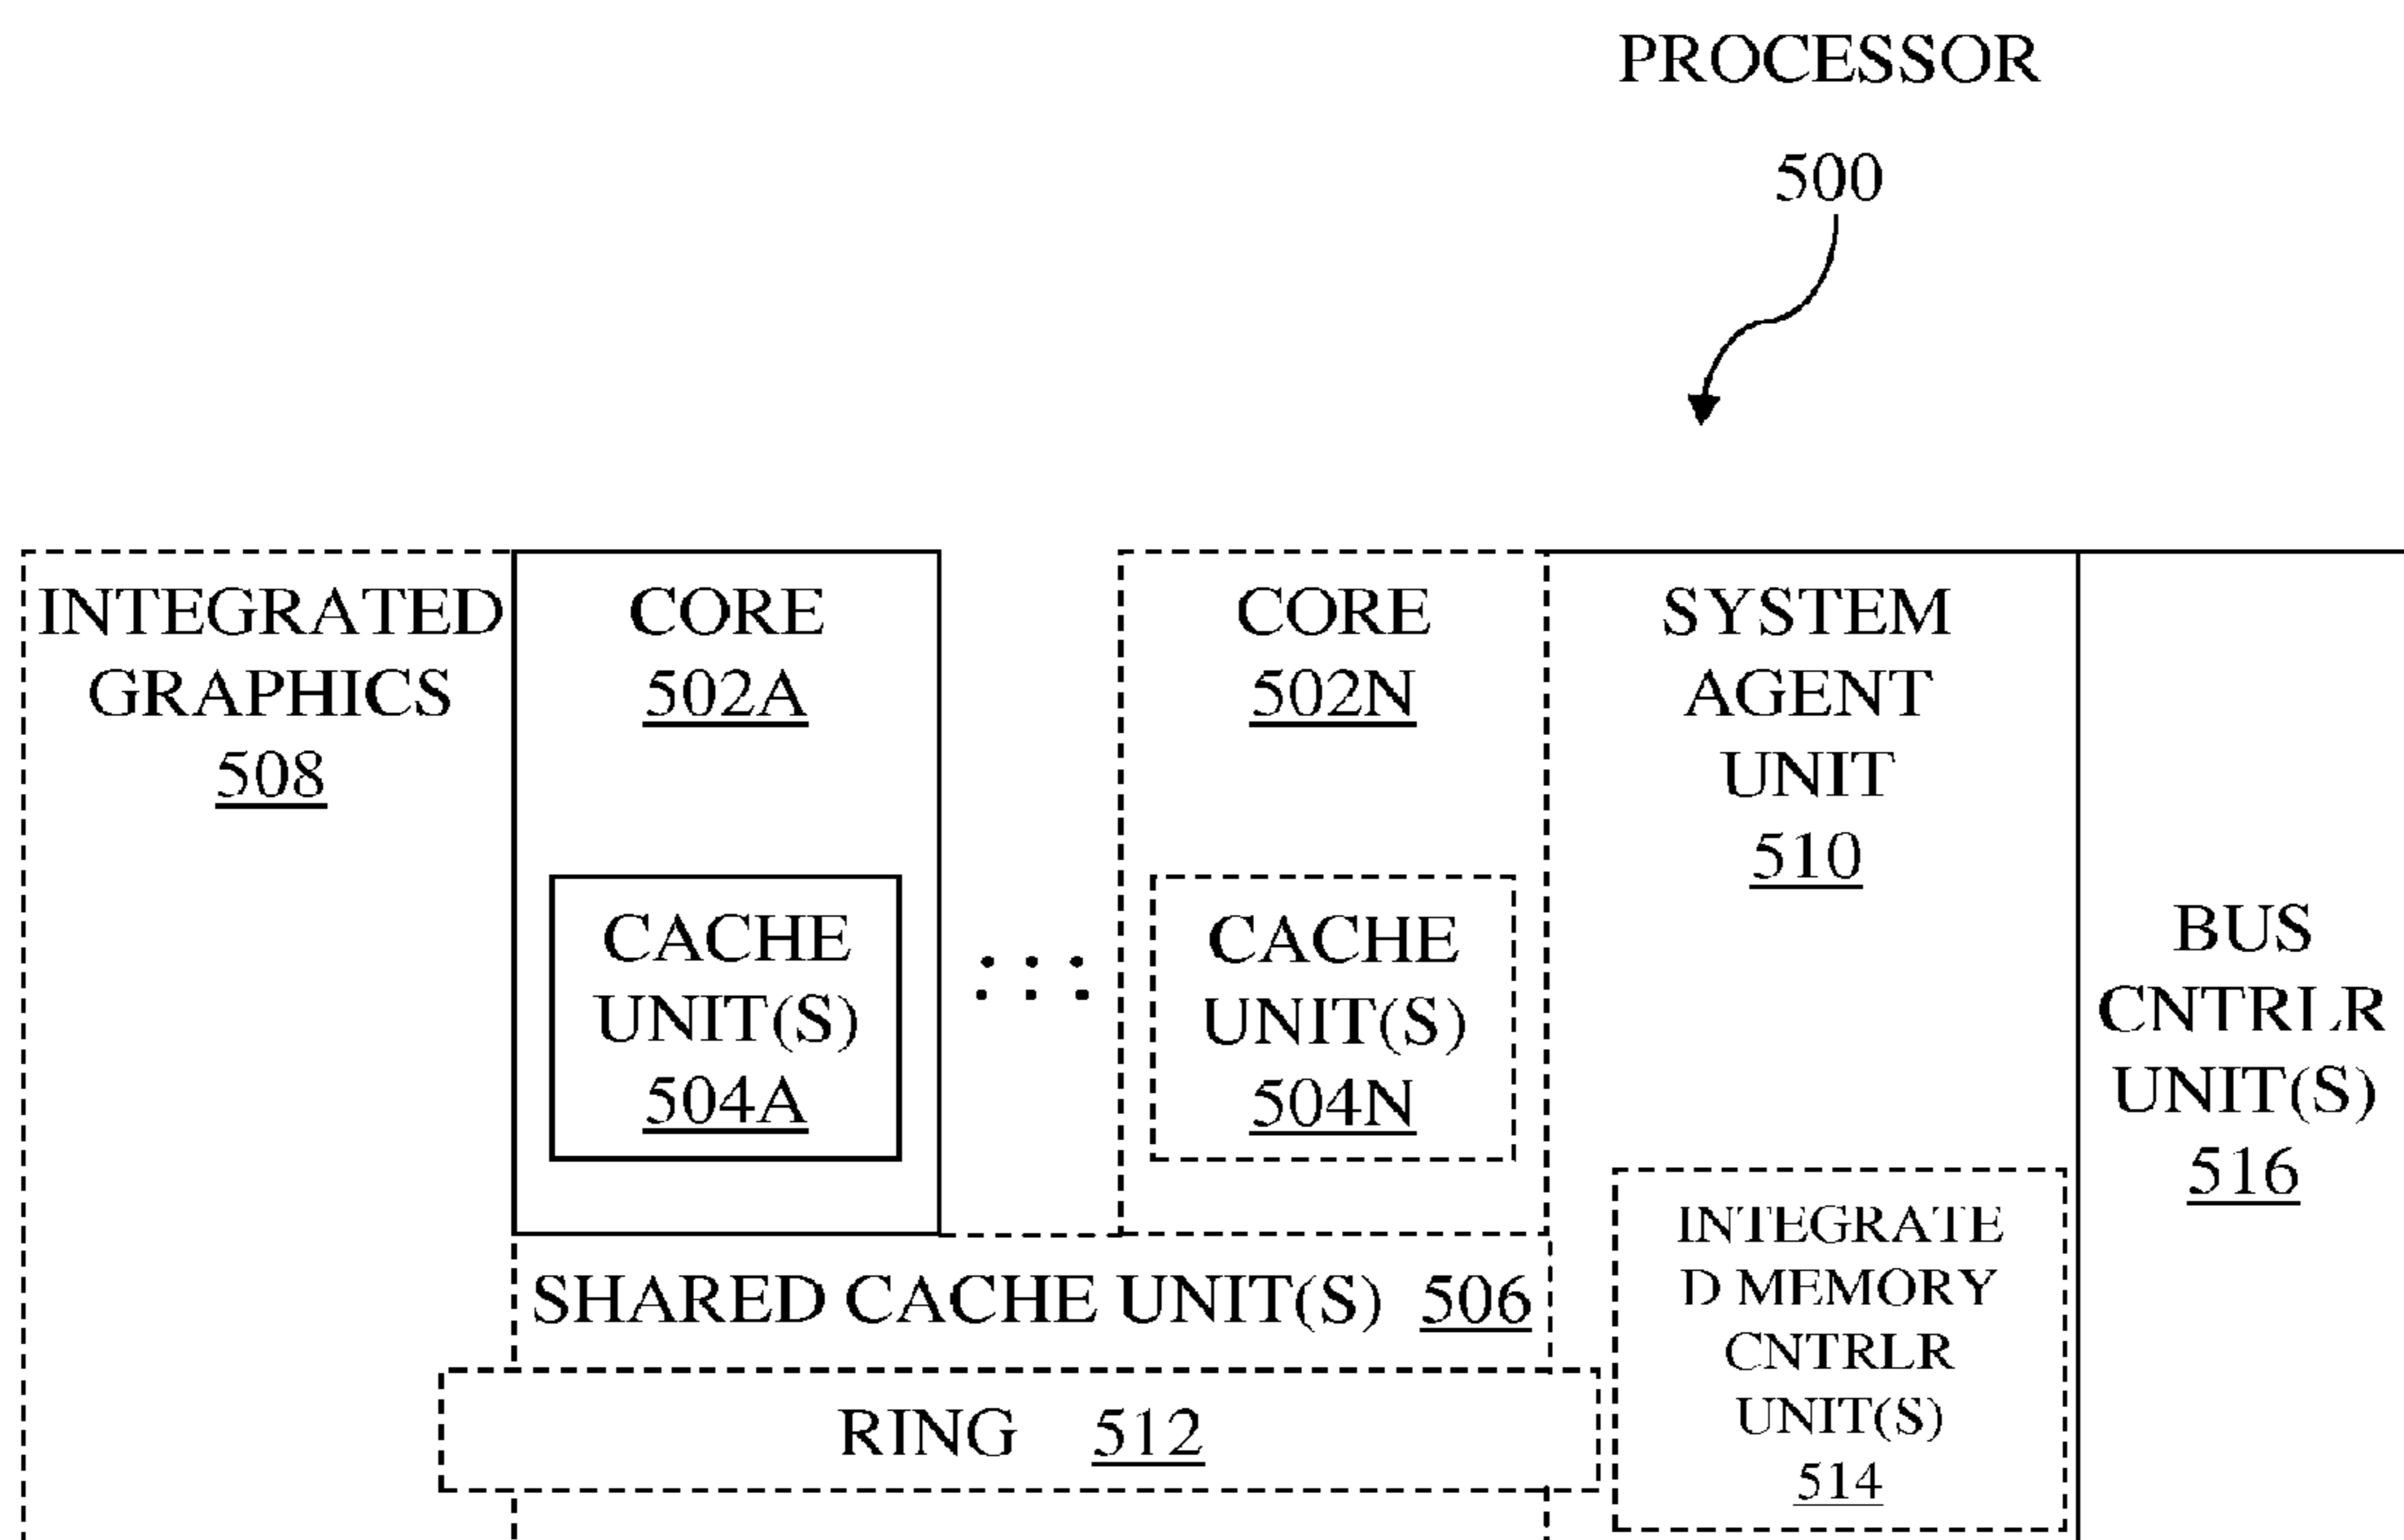 PROCESSOR
500
INTEGRATED
GRAPHICS
508
CORE
502A
CACHE
UNIT(S)
504A
CORE
502N
CACHE
UNIT(S)
504N
SYSTEM
AGENT
UNIT
510
BUS
CNTRLR
UNIT(S)
516
SHARED CACHE UNIT(S) 506
RING 512
INTEGRATE
D MEMORY
CNTRLR
UNIT(S)
514